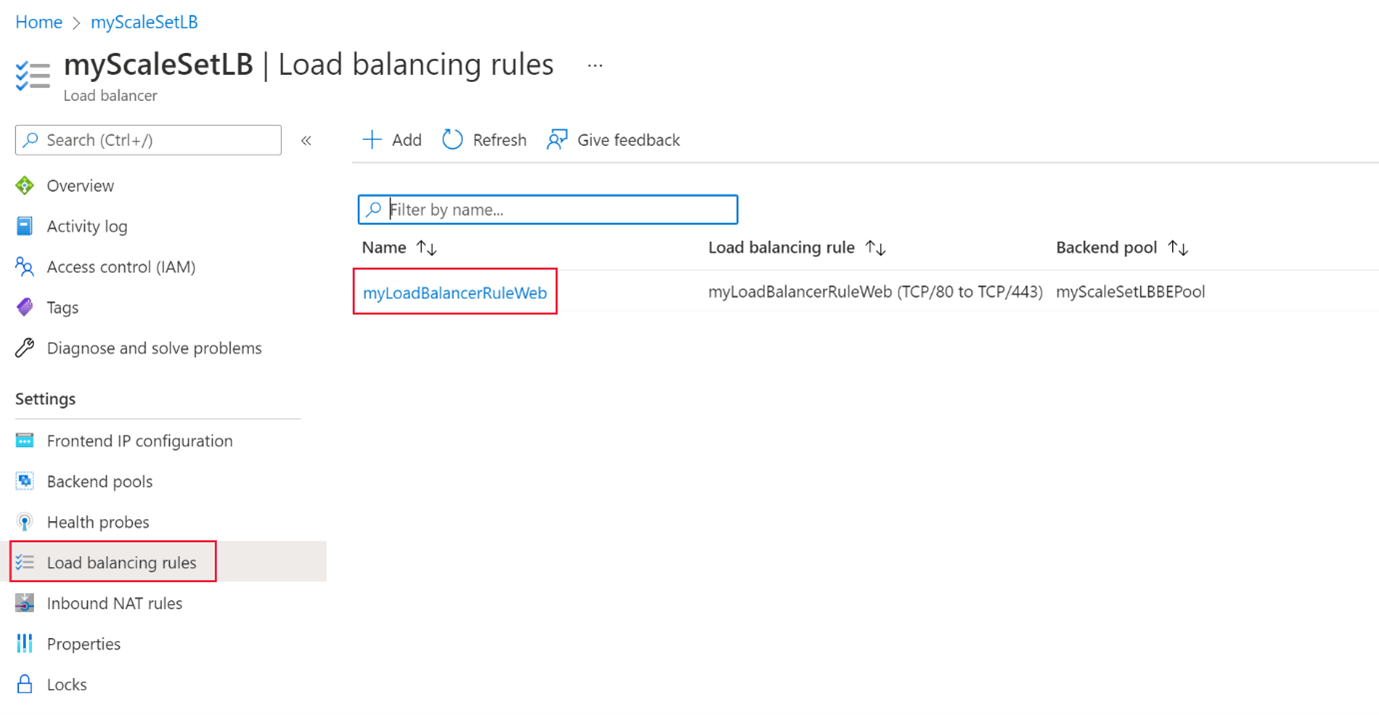 Home > myScaleSetLB
myScaleSetLB | Load balancing rules ...
Load balancer
Search (Ctrl+/) «
Add Refresh Give feedback
Overview
Activity log
Access control (IAM)
Tags
Diagnose and solve problems
Settings
Frontend IP configuration
Backend pools
Health probes
Load balancing rules
Inbound NAT rules
Properties
Locks
Filter by name...
Name ↑↓ Load balancing rule ↑↓ Backend pool ↑↓
myLoadBalancerRuleWeb myLoadBalancerRuleWeb (TCP/80 to TCP/443) myScaleSetLBBEPool